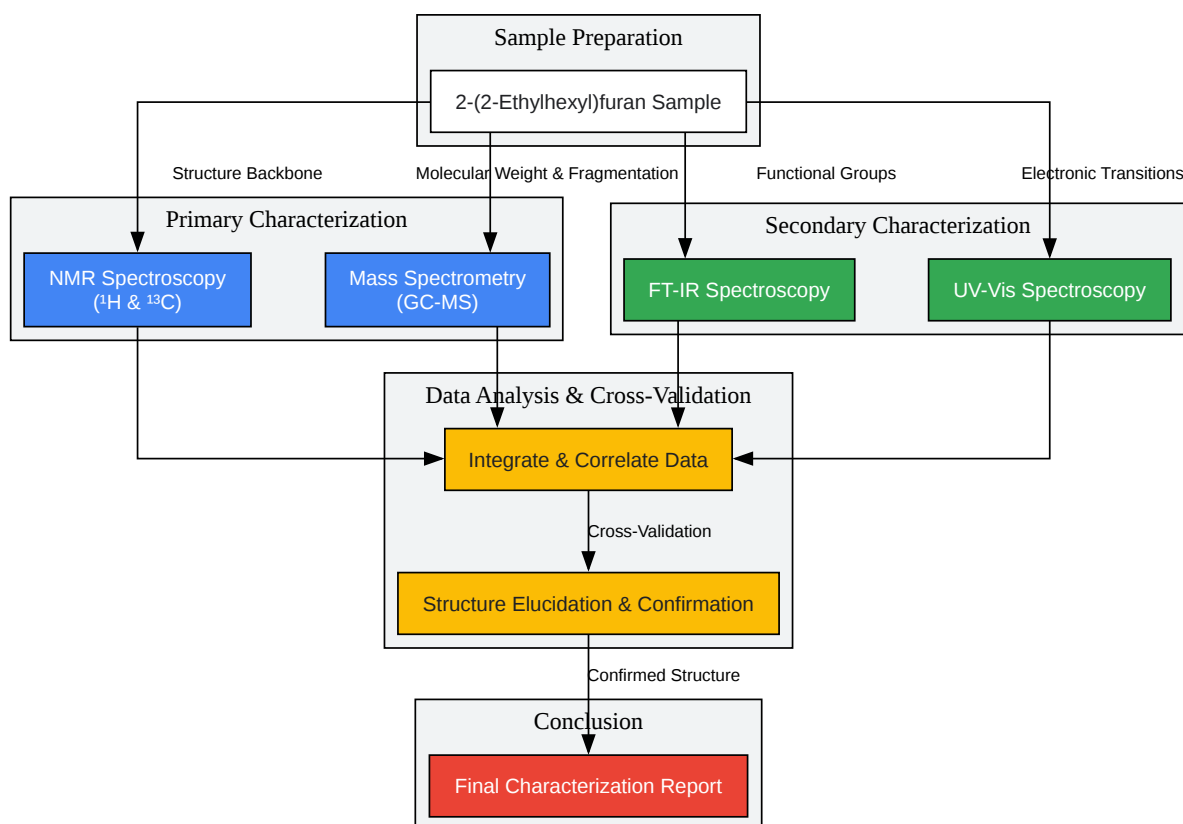 Sample Preparation
2-(2-Ethylhexyl)furan Sample
Structure Backbone
Molecular Weight & Fragmentation
Functional Groups
Electronic Transitions
Primary Characterization
Secondary Characterization
NMR Spectroscopy
(¹H & ¹³C)
Mass Spectrometry
(GC-MS)
FT-IR Spectroscopy
UV-Vis Spectroscopy
Data Analysis & Cross-Validation
Integrate & Correlate Data
Cross-Validation
Structure Elucidation & Confirmation
Confirmed Structure
Conclusion
Final Characterization Report